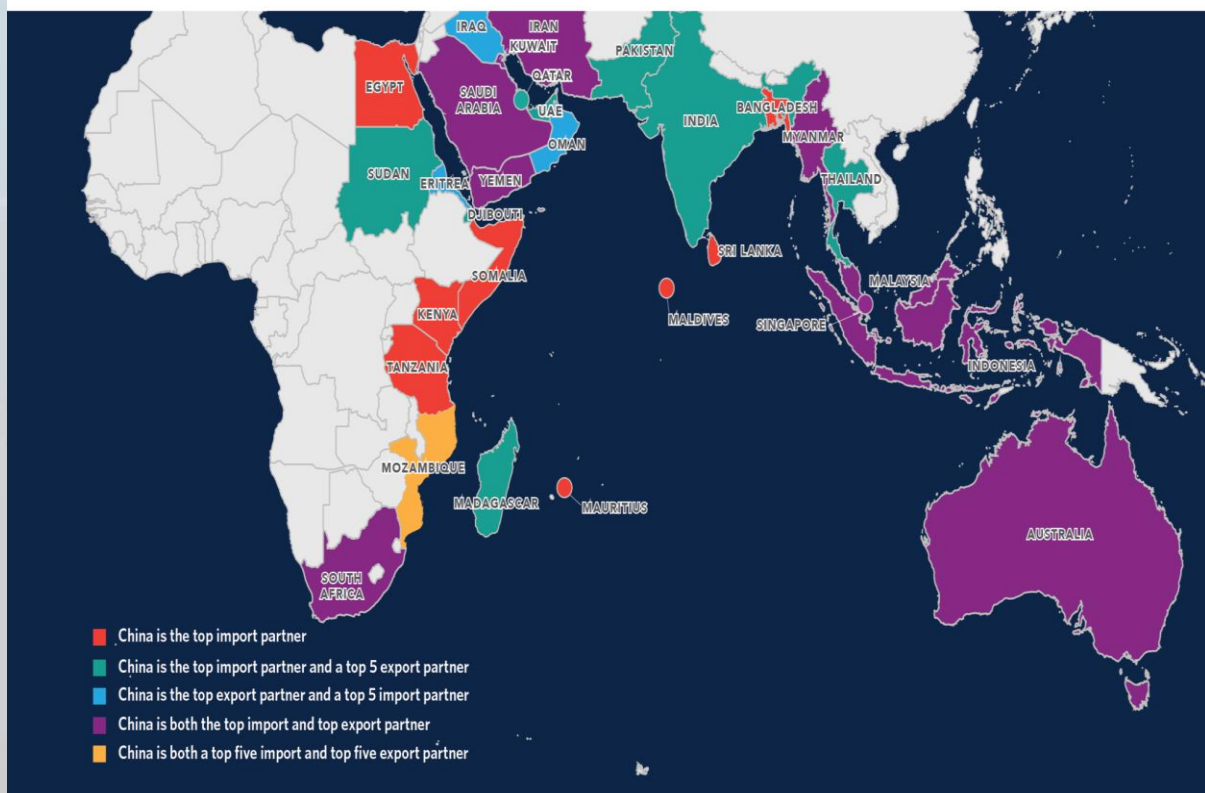 IRAQ
IRAN
KUWAIT
PAKISTAN
EGYPT
QATAR
SAUDI
ARABIA
UAE
BANGLADESH
INDIA
MYANMAR
OMAN
SUDAN
THAILAND
ERITREA
YEMEN
DJIBOUTI
SRI LANKA
SOMALIA
MALAYSIA
KENYA
MALDIVES
SINGAPORE
TANZANIA
INDONESIA
MOZAMBIQUE
MADAGASCAR
MAURITIUS
AUSTRALIA
SOUTH
AFRICA
China is the top import partner
China is the top import partner and a top 5 export partner
China is the top export partner and a top 5 import partner
China is both the top import and top export partner
China is both a top five import and top five export partner